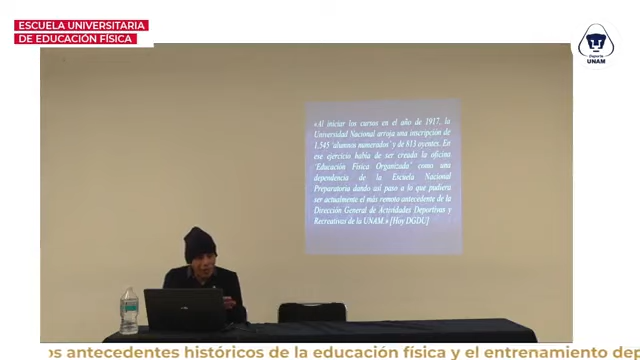 ESCUELA UNIVERSITARIA
DE EDUCACIÓN FÍSICA
Deporte
UNAM
«Al iniciar los cursos en el año de 1917, la
Universidad Nacional arroja una inscripción de
1,545 'alumnos numerados' y de 813 oyentes. En
ese ejercicio había de ser creada la oficina
'Educación Física Organizada' como una
dependencia de la Escuela Nacional
Preparatoria dando así paso a lo que pudiera
ser actualmente el más remoto antecedente de la
Dirección General de Actividades Deportivas y
Recreativas de la UNAM.» [Hoy DGDU]
os antecedentes históricos de la educación física y el entrenamiento dep